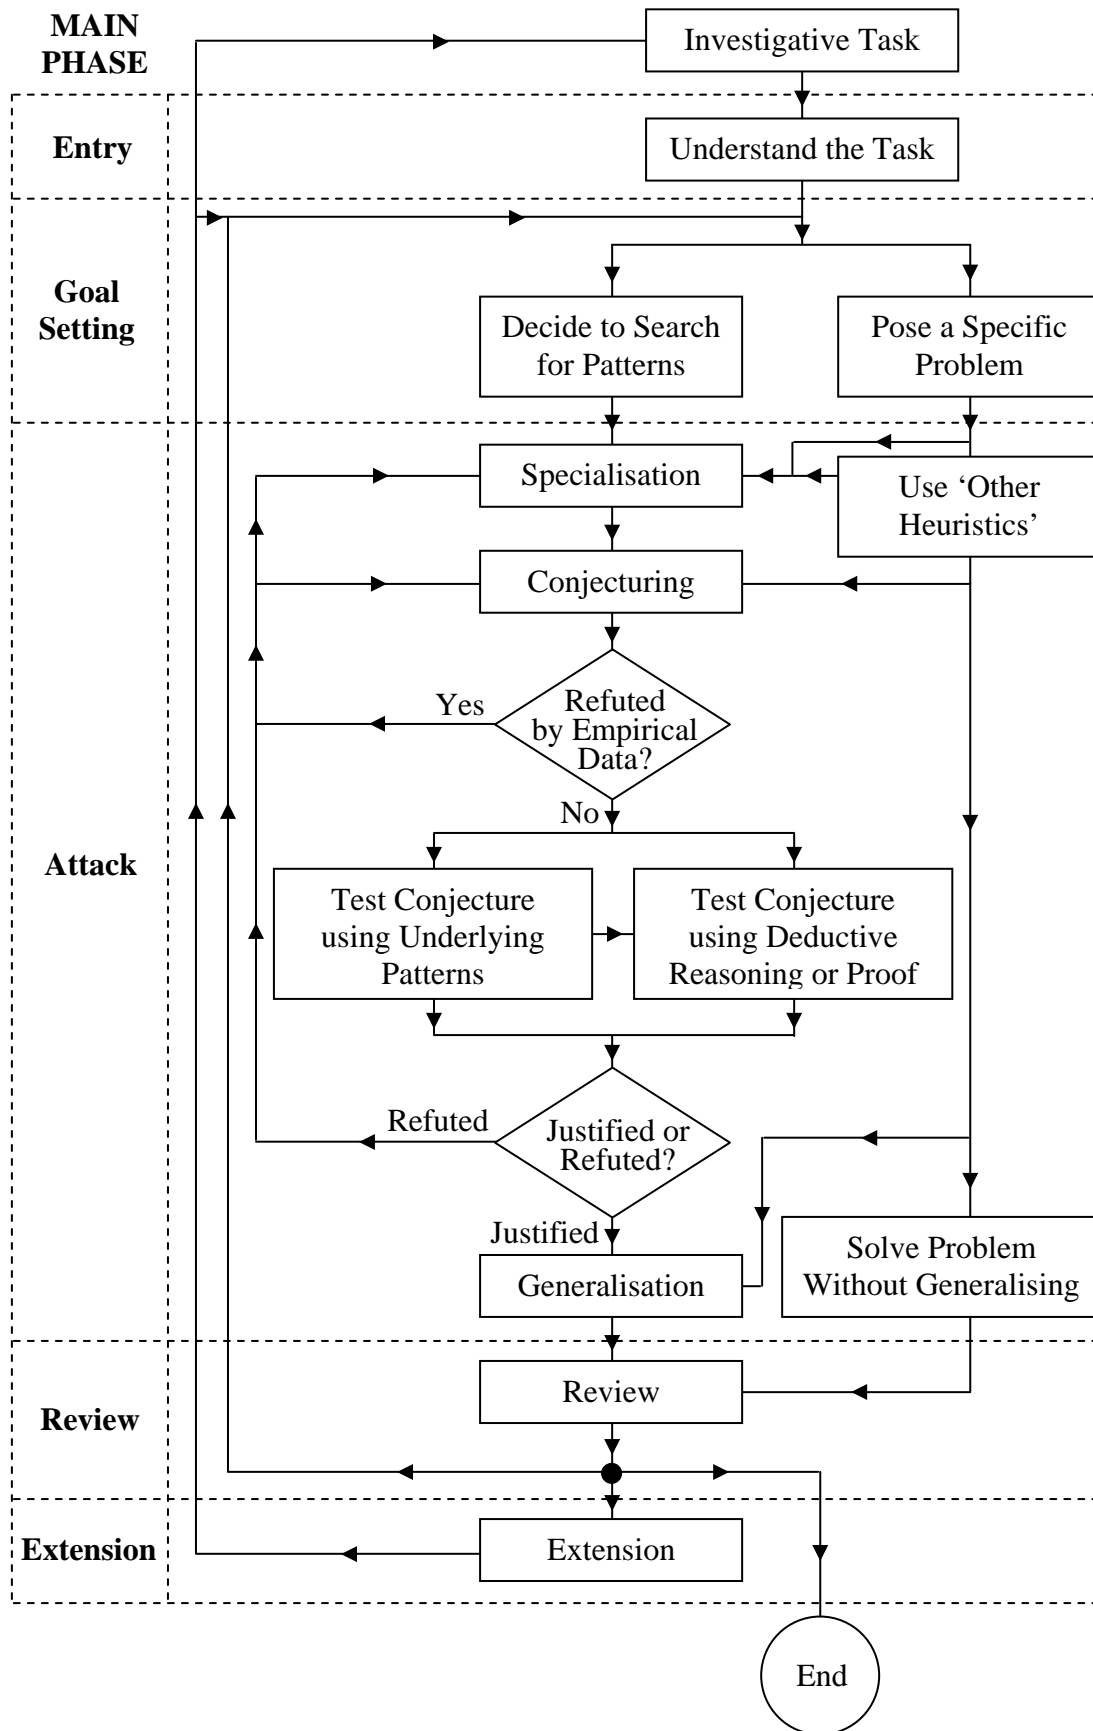 MAIN
PHASE
Investigative Task
Entry
Understand the Task
Goal
Setting
Decide to Search
for Patterns
Pose a Specific
Problem
Attack
Specialisation
Use ‘Other
Heuristics’
Conjecturing
Yes
Refuted
by Empirical
Data?
No
Test Conjecture
using Underlying
Patterns
Test Conjecture
using Deductive
Reasoning or Proof
Refuted
Justified or
Refuted?
Justified
Generalisation
Solve Problem
Without Generalising
Review
Review
Extension
Extension
End